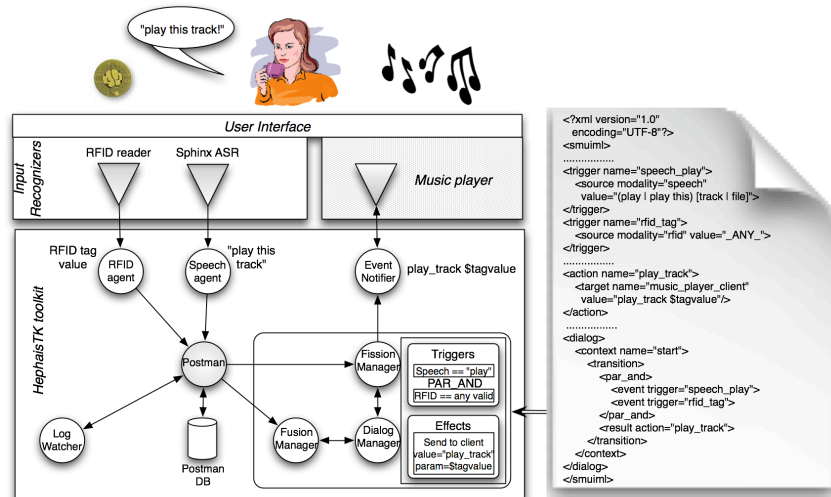 "play this track!"
User Interface
Input
Recognizers
RFID reader
Sphinx ASR
Music player
HephaisTK toolkit
RFID tag
value
RFID
agent
Speech
agent
"play this
track"
Event
Notifier
play_track $tagvalue
Postman
Fission
Manager
Triggers
Speech == "play"
PAR_AND
RFID == any valid
Log
Watcher
Postman
DB
Fusion
Manager
Dialog
Manager
Effects
Send to client
value="play_track"
param=$tagvalue
<?xml version="1.0"
encoding="UTF-8"?>
<smuiml>
.................
<trigger name="speech_play">
<source modality="speech"
value="(play | play this) [track | file]">
</trigger>
<trigger name="rfid_tag">
<source modality="rfid" value="_ANY_">
</trigger>
.................
<action name="play_track">
<target name="music_player_client"
value="play_track $tagvalue"/>
</action>
.................
<dialog>
<context name="start">
<transition>
<par_and>
<event trigger="speech_play">
<event trigger="rfid_tag">
</par_and>
<result action="play_track">
</transition>
</context>
</dialog>
</smuiml>